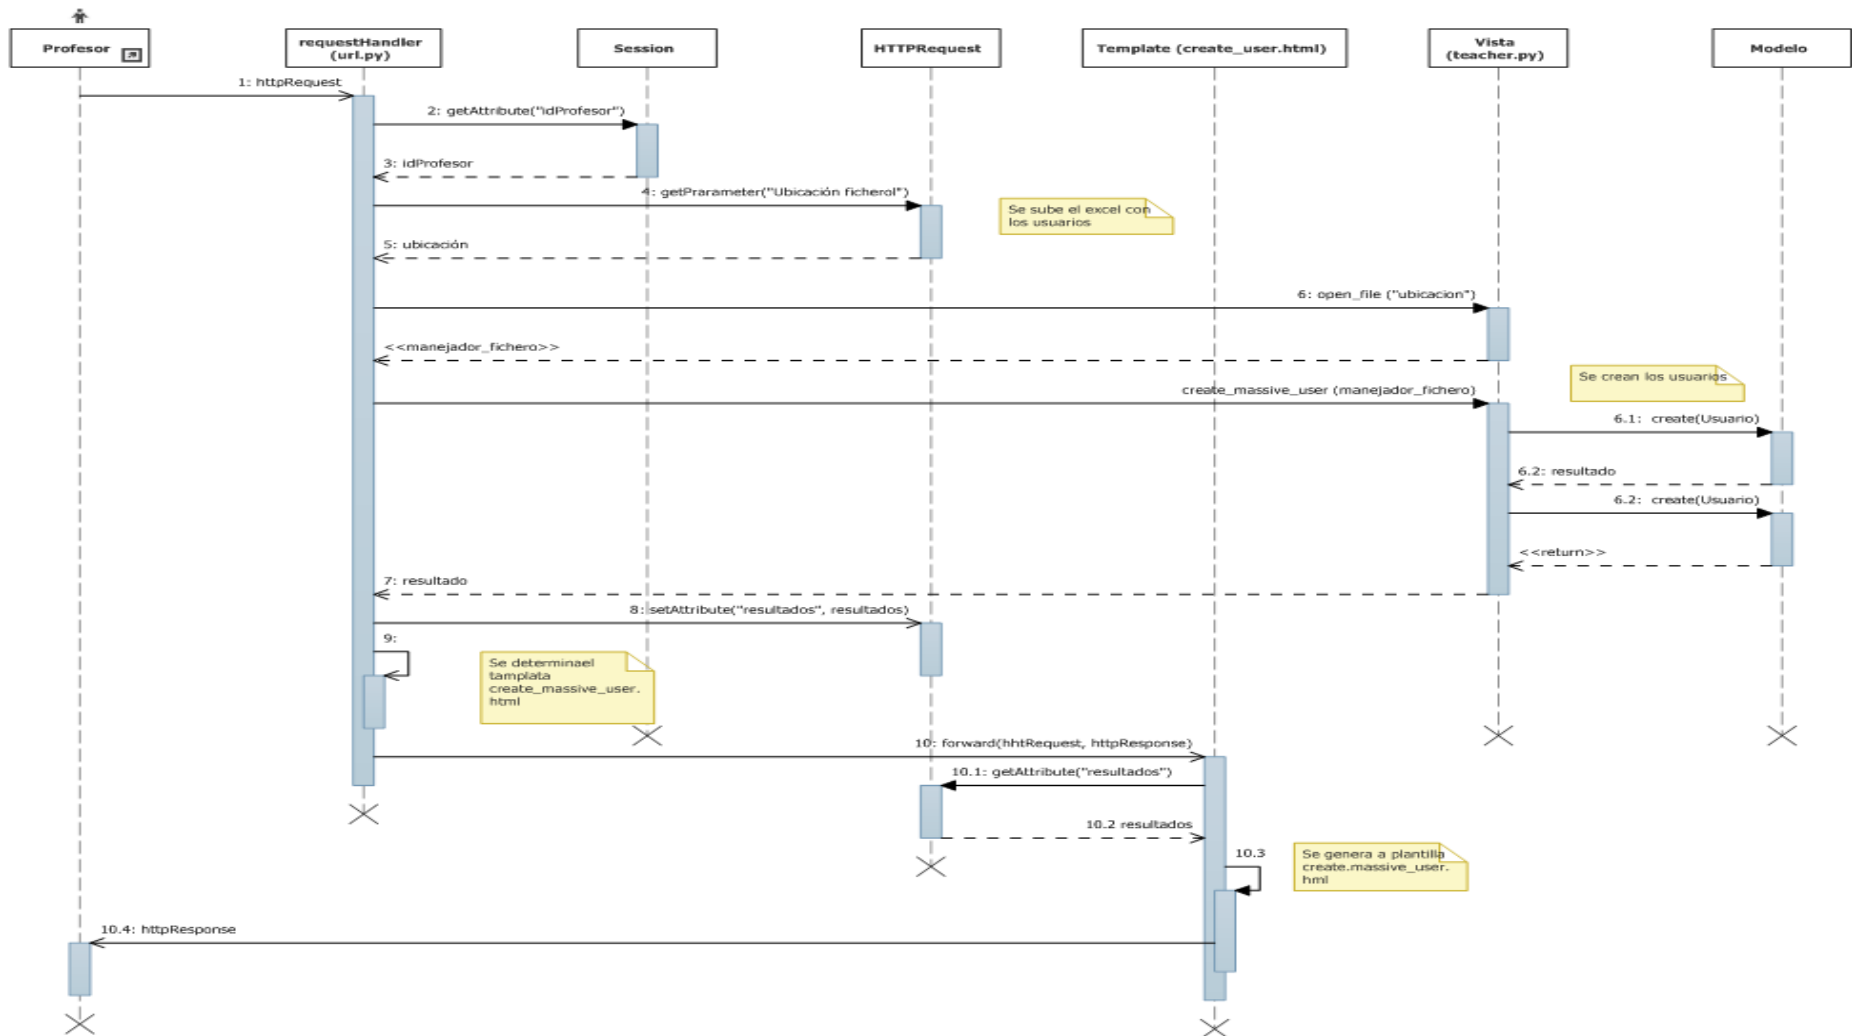 Profesor
requestHandler
(url.py)
Session
HTTPRequest
Template (create_user.html)
Vista
(teacher.py)
Modelo
1: httpRequest
2: getAttribute("idProfesor")
3: idProfesor
4: getPrarameter("Ubicación ficherol")
Se sube el excel con
los usuarios
5: ubicación
6: open_file ("ubicacion")
<<manejador_fichero>>
Se crean los usuarios
create_massive_user (manejador_fichero)
6.1: create(Usuario)
6.2: resultado
6.2: create(Usuario)
<<return>>
7: resultado
8: setAttribute("resultados", resultados)
9:
Se determinael
tamplata
create_massive_user.
html
10: forward(hhtRequest, httpResponse)
10.1: getAttribute("resultados")
10.2 resultados
10.3
Se genera a plantilla
create.massive_user.
hml
10.4: httpResponse